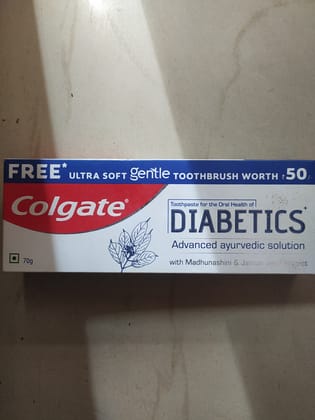 FREE* ULTRA SOFT gentle TOOTHBRUSH WORTH ₹50
Colgate®
Toothpaste for the Oral Health of
DIABETICS
Advanced ayurvedic solution
with Madhunashini &
70g